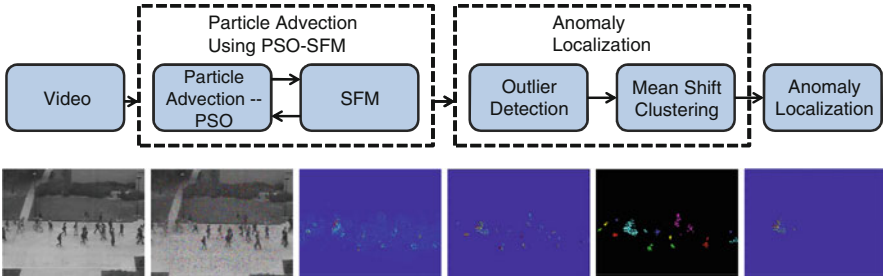 Particle Advection
Using PSO-SFM
Anomaly
Localization
Video
Particle
Advection --
PSO
SFM
Outlier
Detection
Mean Shift
Clustering
Anomaly
Localization